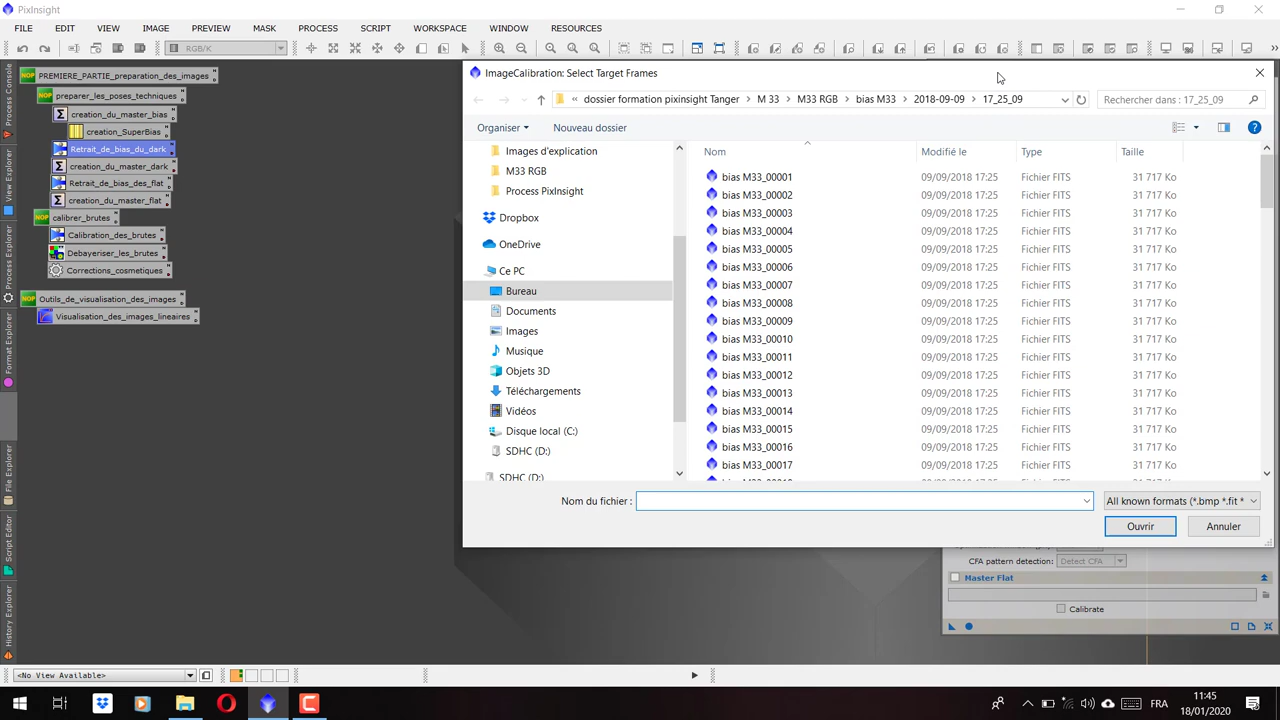 PixInsight
FILE EDIT VIEW IMAGE PREVIEW MASK PROCESS SCRIPT WORKSPACE WINDOW RESOURCES
RGB/K
Process Console
View Explorer
Process Explorer
Format Explorer
File Explorer
Script Editor
History Explorer
NOP PREMIERE_PARTIE_preparation_des_images
NOP preparer_les_poses_techniques
creation_du_master_bias
creation_SuperBias
Retrait_de_bias_du_dark
creation_du_master_dark
Retrait_de_bias_des_flat
creation_du_master_flat
NOP calibrer_brutes
Calibration_des_brutes
Debayeriser_les_brutes
Corrections_cosmetiques
NOP Outils_de_visualisation_des_images
Visualisation_des_images_lineaires
ImageCalibration: Select Target Frames
« dossier formation pixinsight Tanger › M 33 › M33 RGB › bias M33 › 2018-09-09 › 17_25_09
Rechercher dans : 17_25_09
Organiser Nouveau dossier
Images d'explication
M33 RGB
Process PixInsight
Dropbox
OneDrive
Ce PC
Bureau
Documents
Images
Musique
Objets 3D
Téléchargements
Vidéos
Disque local (C:)
SDHC (D:)
SDHC (D:)
Nom Modifié le Type Taille
bias M33_00001 09/09/2018 17:25 Fichier FITS 31 717 Ko
bias M33_00002 09/09/2018 17:25 Fichier FITS 31 717 Ko
bias M33_00003 09/09/2018 17:25 Fichier FITS 31 717 Ko
bias M33_00004 09/09/2018 17:25 Fichier FITS 31 717 Ko
bias M33_00005 09/09/2018 17:25 Fichier FITS 31 717 Ko
bias M33_00006 09/09/2018 17:25 Fichier FITS 31 717 Ko
bias M33_00007 09/09/2018 17:25 Fichier FITS 31 717 Ko
bias M33_00008 09/09/2018 17:25 Fichier FITS 31 717 Ko
bias M33_00009 09/09/2018 17:25 Fichier FITS 31 717 Ko
bias M33_00010 09/09/2018 17:25 Fichier FITS 31 717 Ko
bias M33_00011 09/09/2018 17:25 Fichier FITS 31 717 Ko
bias M33_00012 09/09/2018 17:25 Fichier FITS 31 717 Ko
bias M33_00013 09/09/2018 17:25 Fichier FITS 31 717 Ko
bias M33_00014 09/09/2018 17:25 Fichier FITS 31 717 Ko
bias M33_00015 09/09/2018 17:25 Fichier FITS 31 717 Ko
bias M33_00016 09/09/2018 17:25 Fichier FITS 31 717 Ko
bias M33_00017 09/09/2018 17:25 Fichier FITS 31 717 Ko
Nom du fichier :
All known formats (*.bmp *.fit *
Ouvrir Annuler
CFA pattern detection: Detect CFA
Master Flat
Calibrate
<No View Available>
FRA
11:45
18/01/2020